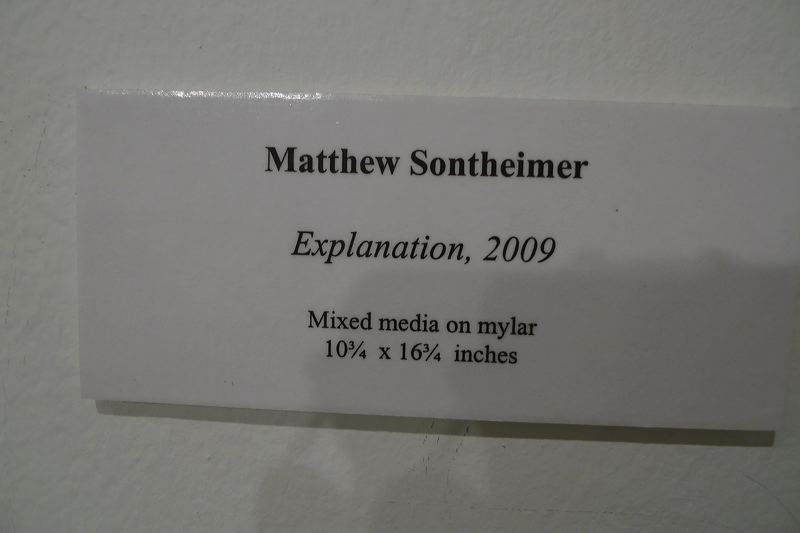 Matthew Sontheimer
Explanation, 2009
Mixed media on mylar
10¾ x 16¾ inches